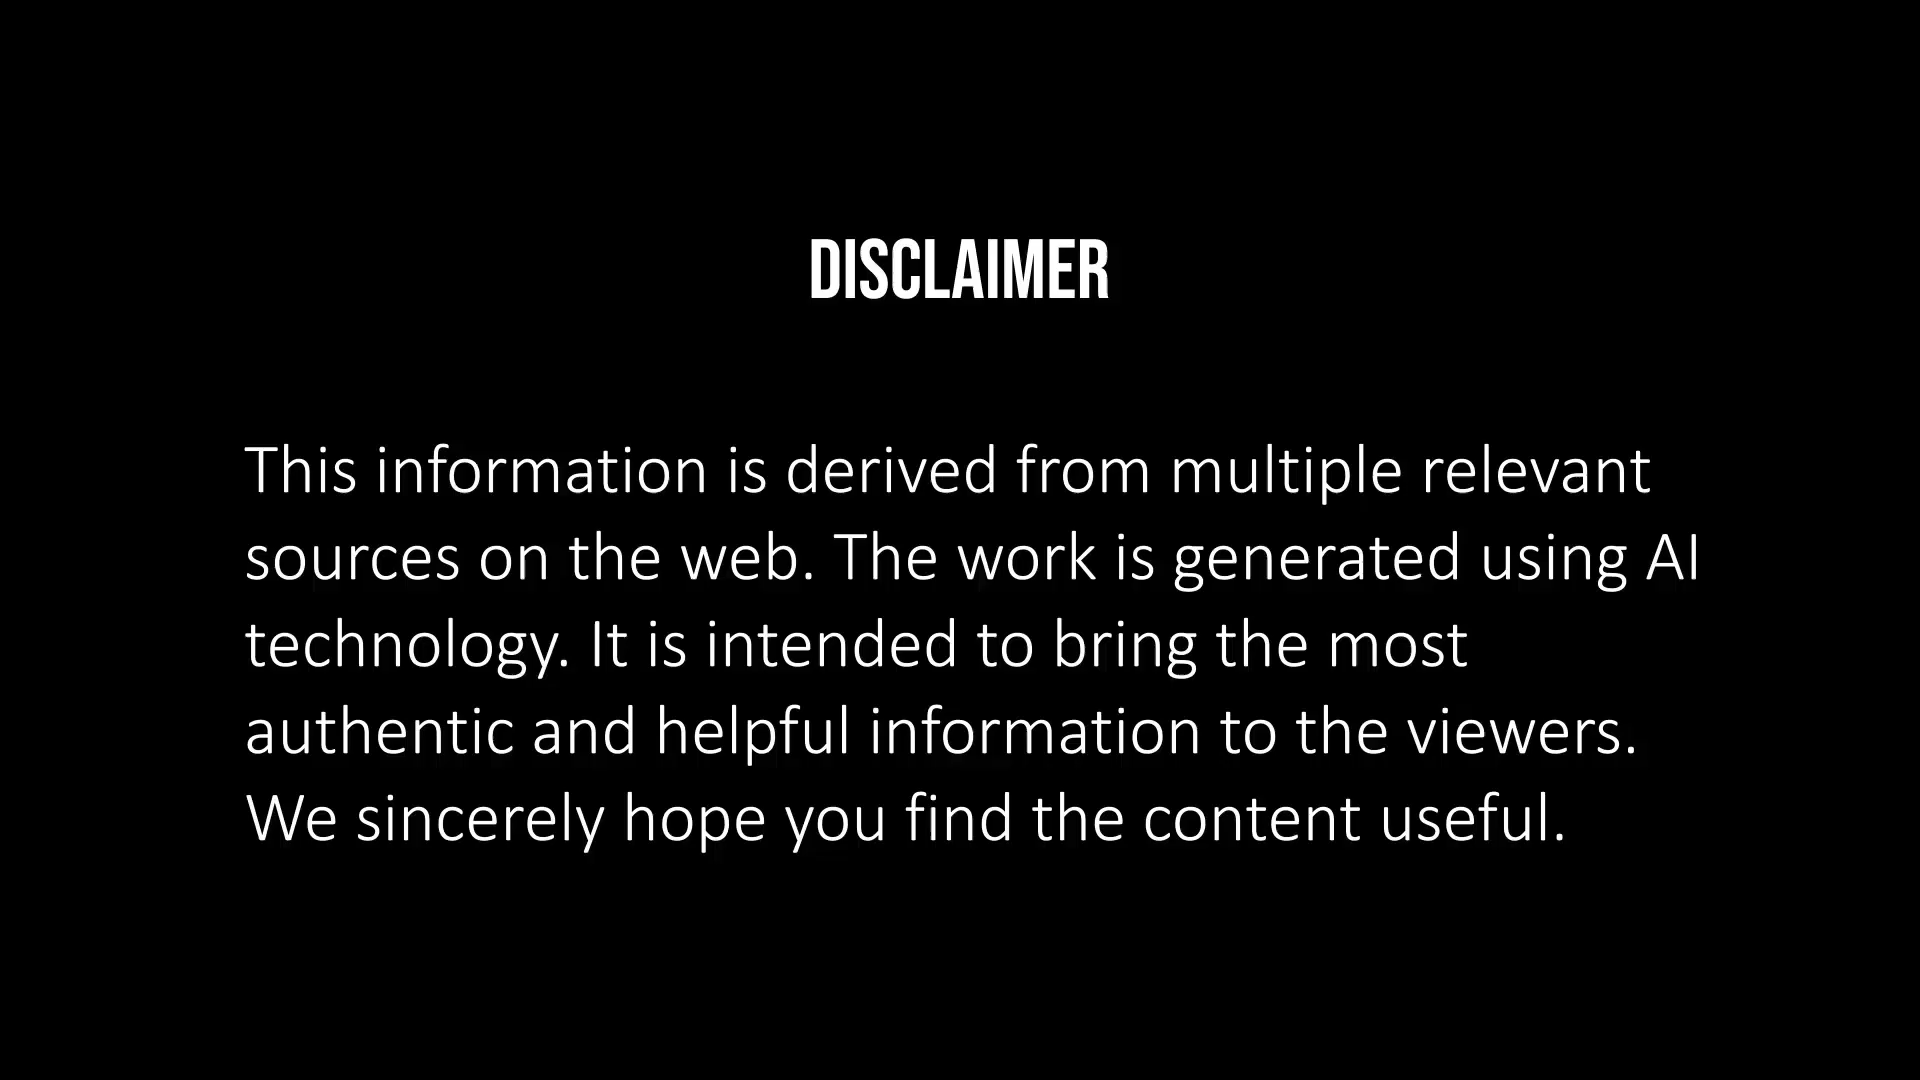 DISCLAIMER
This information is derived from multiple relevant
sources on the web. The work is generated using AI
technology. It is intended to bring the most
authentic and helpful information to the viewers.
We sincerely hope you find the content useful.